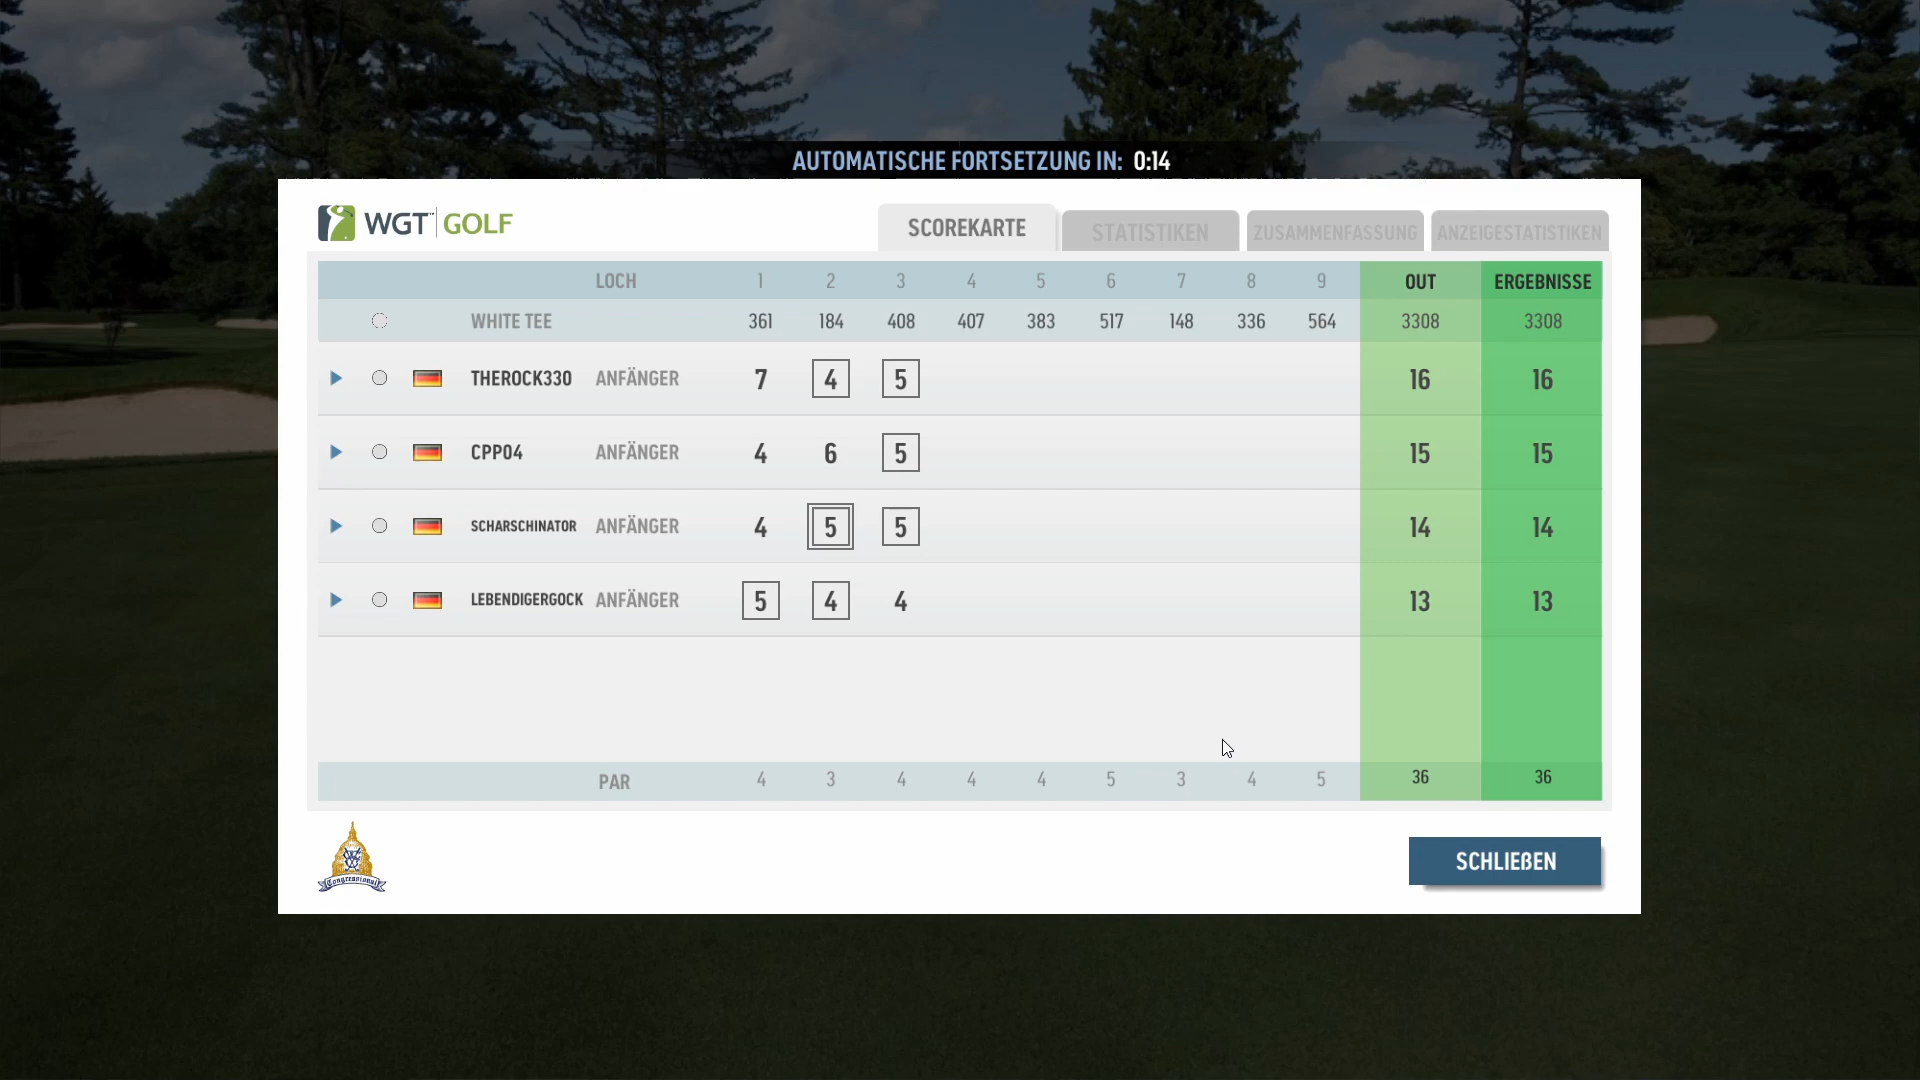 AUTOMATISCHE FORTSETZUNG IN: 0:14
WGT™ GOLF
SCOREKARTE STATISTIKEN ZUSAMMENFASSUNG ANZEIGESTATISTIKEN
LOCH 1 2 3 4 5 6 7 8 9 OUT ERGEBNISSE
WHITE TEE 361 184 408 407 383 517 148 336 564 3308 3308
THEROCK330 ANFÄNGER 7 4 5 16 16
CPP04 ANFÄNGER 4 6 5 15 15
SCHARSCHINATOR ANFÄNGER 4 5 5 14 14
LEBENDIGERGOCK ANFÄNGER 5 4 4 13 13
PAR 4 3 4 4 4 5 3 4 5 36 36
Congressional
SCHLIEẞEN